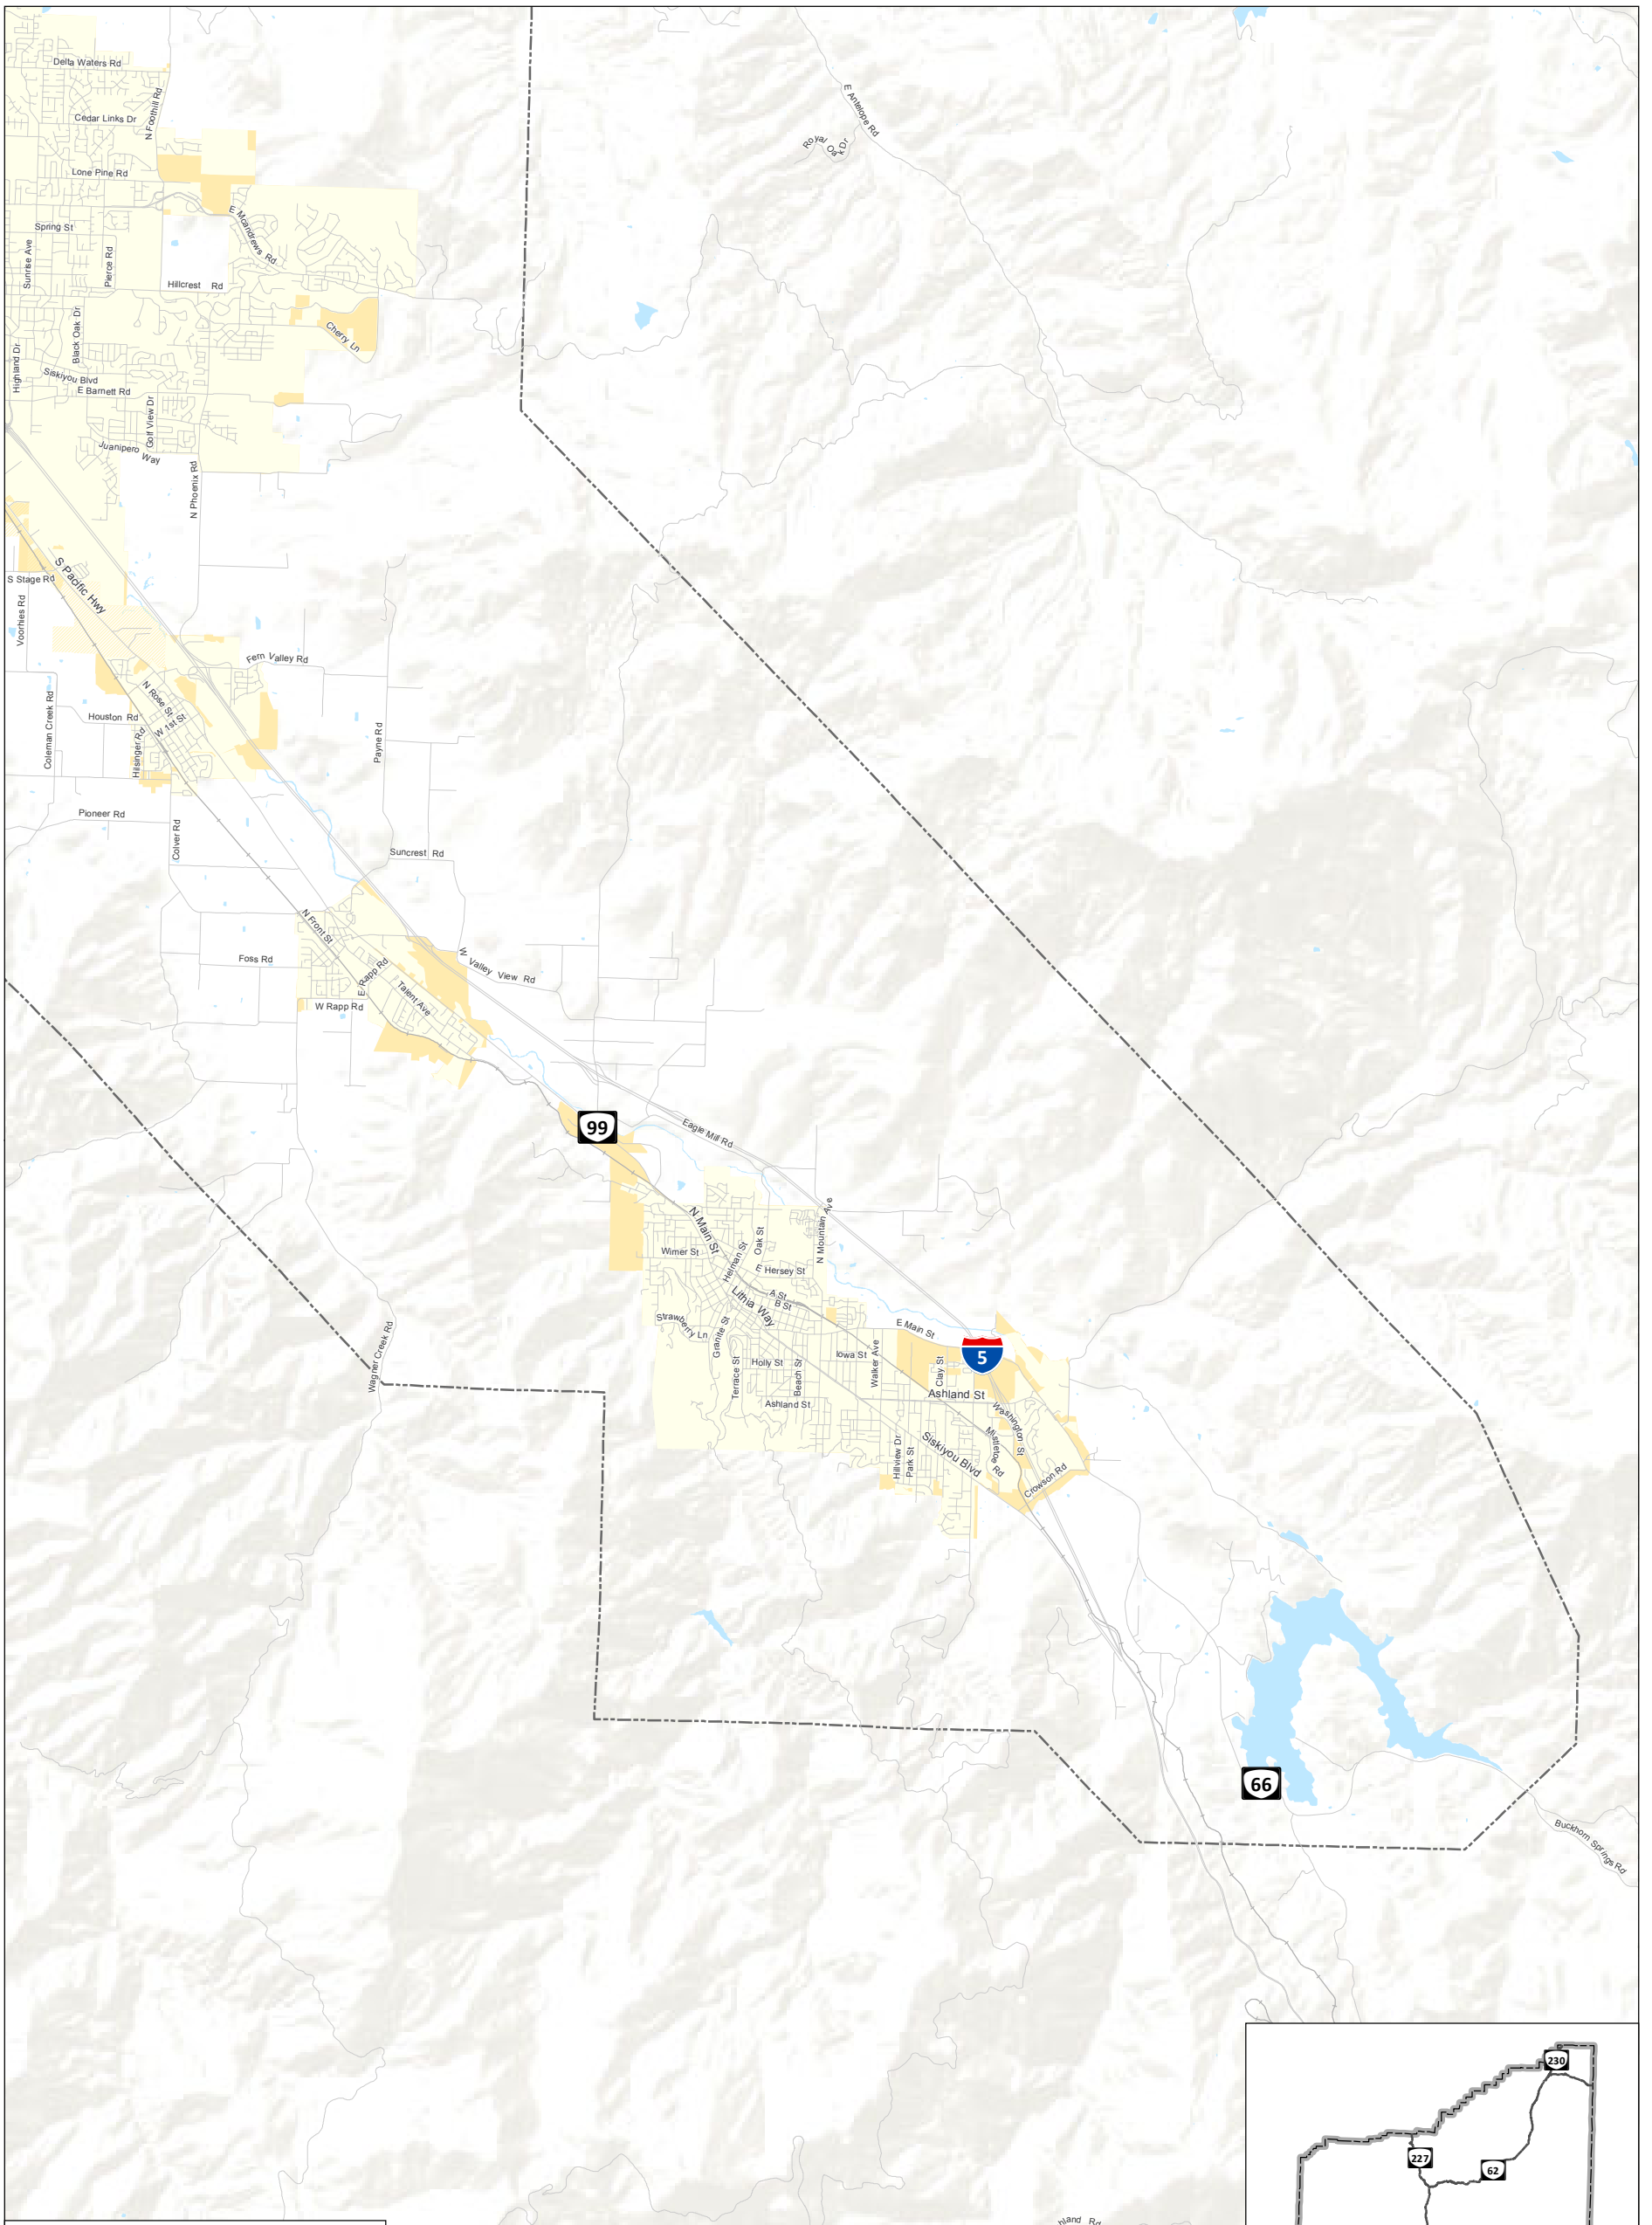 Delta Waters Rd
N Foothill Rd
Cedar Links Dr
Lone Pine Rd
E Antelope Rd
Royal Oak Dr
E Mcandrews Rd
Spring St
Sunrise Ave
Pierce Rd
Hillcrest Rd
Black Oak Dr
Cherry Ln
Highland Dr
Siskiyou Blvd
E Barnett Rd
Golf View Dr
Juanipero Way
N Phoenix Rd
S Pacific Hwy
S Stage Rd
Voorhies Rd
Fern Valley Rd
N Rose St
W 1st St
Coleman Creek Rd
Houston Rd
Hilsinger Rd
Payne Rd
Pioneer Rd
Colver Rd
Suncrest Rd
N Front St
Foss Rd
E Rapp Rd
W Valley View Rd
Talent Ave
W Rapp Rd
99
Eagle Mill Rd
N Mountain Ave
N Main St
Oak St
Wimer St
Helman St
E Hersey St
A St
B St
Lithia Way
Strawberry Ln
Granite St
E Main St
Wagner Creek Rd
Terrace St
Holly St
Beach St
Iowa St
Walker Ave
Clay St
5
Ashland St
Ashland St
Washington St
Mistletoe Rd
Siskiyou Blvd
Hillview Dr
Park St
Crowson Rd
66
Buckhorn Springs Rd
230
227
62
Rd